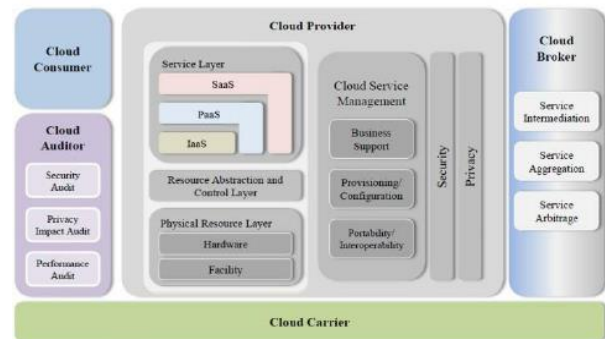 Cloud
Consumer
Cloud
Auditor
Security
Audit
Privacy
Impact Audit
Performance
Audit
Cloud Provider
Service Layer
SaaS
PaaS
IaaS
Resource Abstraction and
Control Layer
Physical Resource Layer
Hardware
Facility
Cloud Service
Management
Business
Support
Provisioning/
Configuration
Portability/
Interoperability
Security
Privacy
Cloud
Broker
Service
Intermediation
Service
Aggregation
Service
Arbitrage
Cloud Carrier